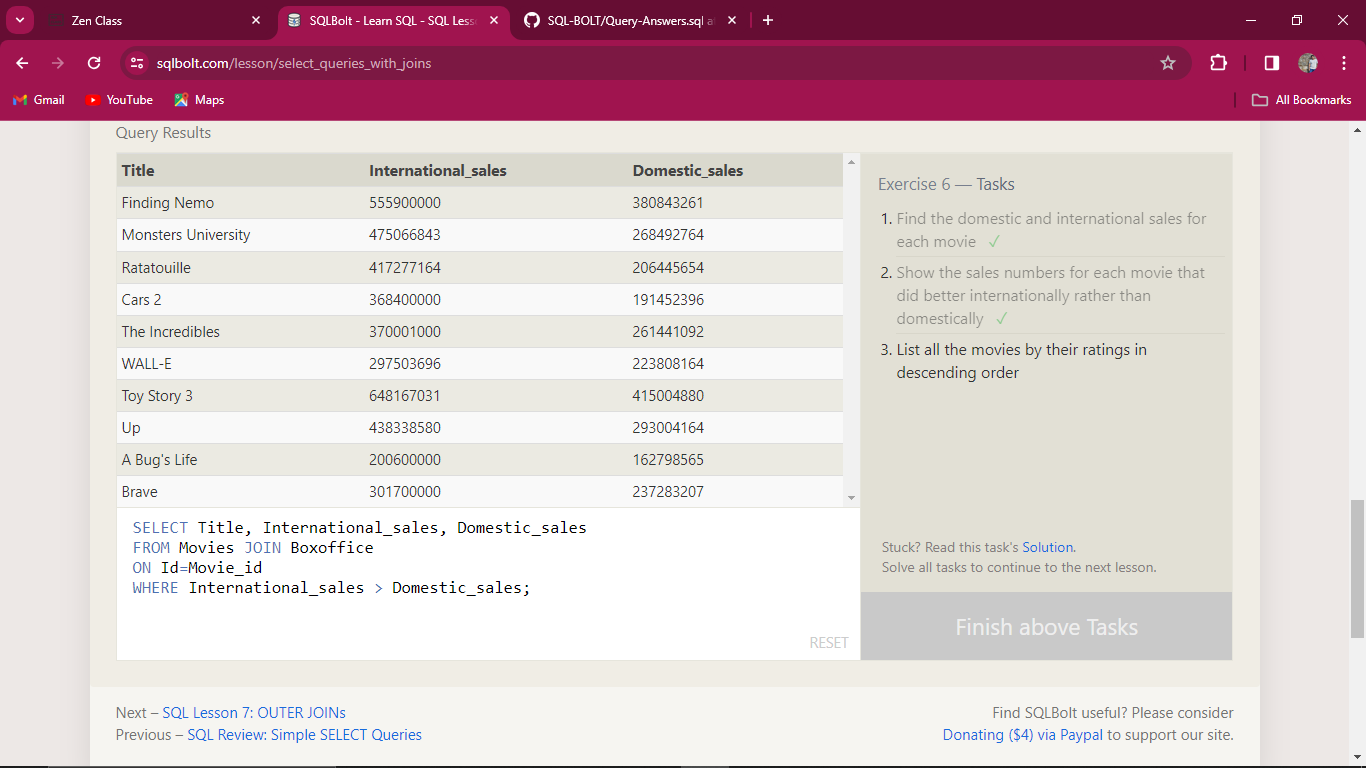 Zen Class
SQLBolt - Learn SQL - SQL Less
SQL-BOLT/Query-Answers.sql a
sqlbolt.com/lesson/select_queries_with_joins
Gmail YouTube Maps All Bookmarks
Query Results
Title International_sales Domestic_sales
Finding Nemo 555900000 380843261
Monsters University 475066843 268492764
Ratatouille 417277164 206445654
Cars 2 368400000 191452396
The Incredibles 370001000 261441092
WALL-E 297503696 223808164
Toy Story 3 648167031 415004880
Up 438338580 293004164
A Bug's Life 200600000 162798565
Brave 301700000 237283207
SELECT Title, International_sales, Domestic_sales
FROM Movies JOIN Boxoffice
ON Id=Movie_id
WHERE International_sales > Domestic_sales;
RESET
Exercise 6 — Tasks
1. Find the domestic and international sales for
each movie ✓
2. Show the sales numbers for each movie that
did better internationally rather than
domestically ✓
3. List all the movies by their ratings in
descending order
Stuck? Read this task's Solution.
Solve all tasks to continue to the next lesson.
Finish above Tasks
Next – SQL Lesson 7: OUTER JOINs
Previous – SQL Review: Simple SELECT Queries
Find SQLBolt useful? Please consider
Donating ($4) via Paypal to support our site.